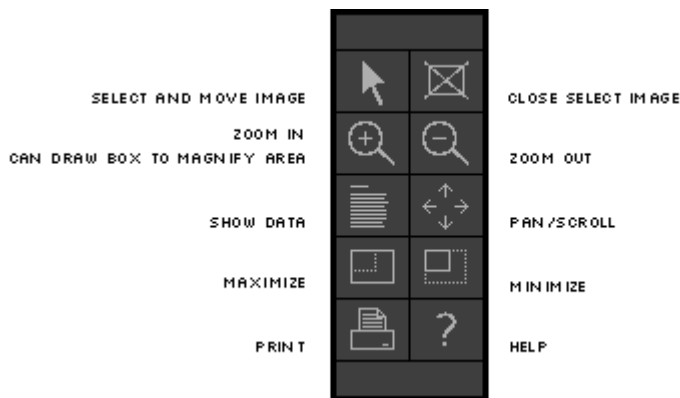 SELECT AND MOVE IMAGE
CLOSE SELECT IMAGE
ZOOM IN
CAN DRAW BOX TO MAGNIFY AREA
ZOOM OUT
SHOW DATA
PAN/SCROLL
MAXIMIZE
MINIMIZE
?
PRINT
HELP